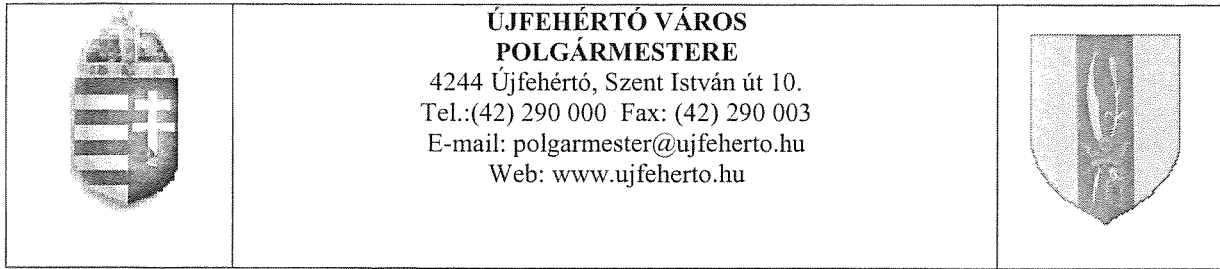 ÚJFEHÉRTÓ VÁROS
POLGÁRMESTERE
4244 Újfehértó, Szent István út 10.
Tel.:(42) 290 000 Fax: (42) 290 003
E-mail: polgarmester@ujfeherto.hu
Web: www.ujfeherto.hu